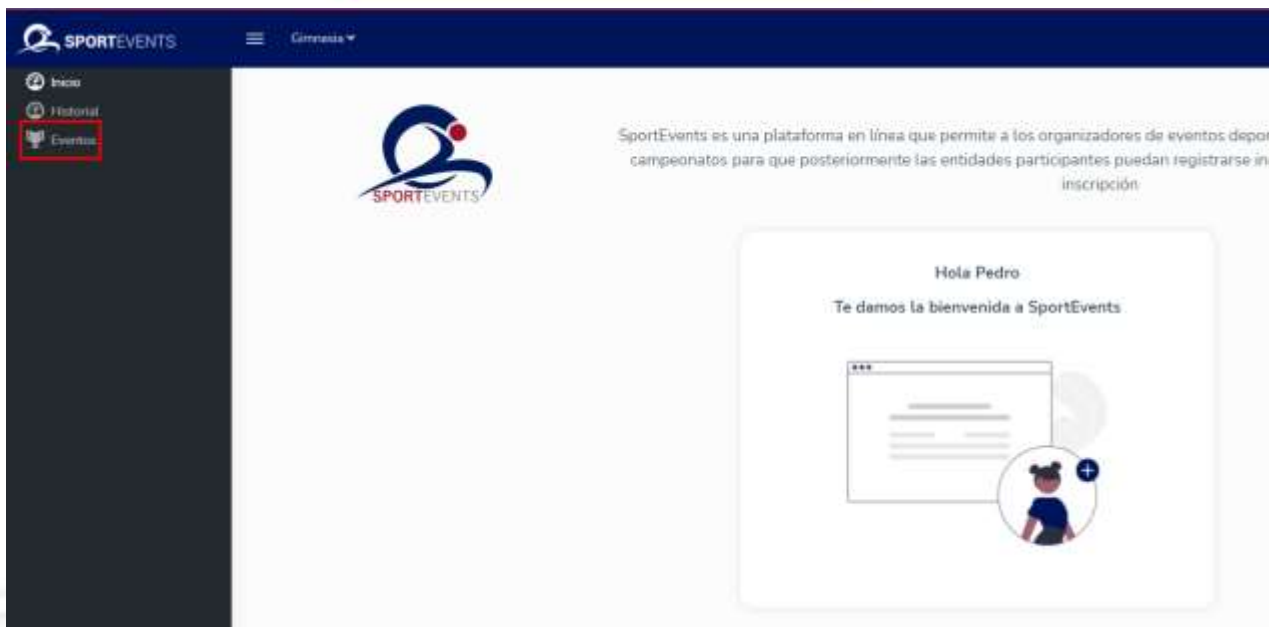 SPORTEVENTS
Gimnasia
Inicio
Historial
Eventos
SPORTEVENTS
SportEvents es una plataforma en línea que permite a los organizadores de eventos depor
campeonatos para que posteriormente las entidades participantes puedan registrarse in
inscripción
Hola Pedro
Te damos la bienvenida a SportEvents